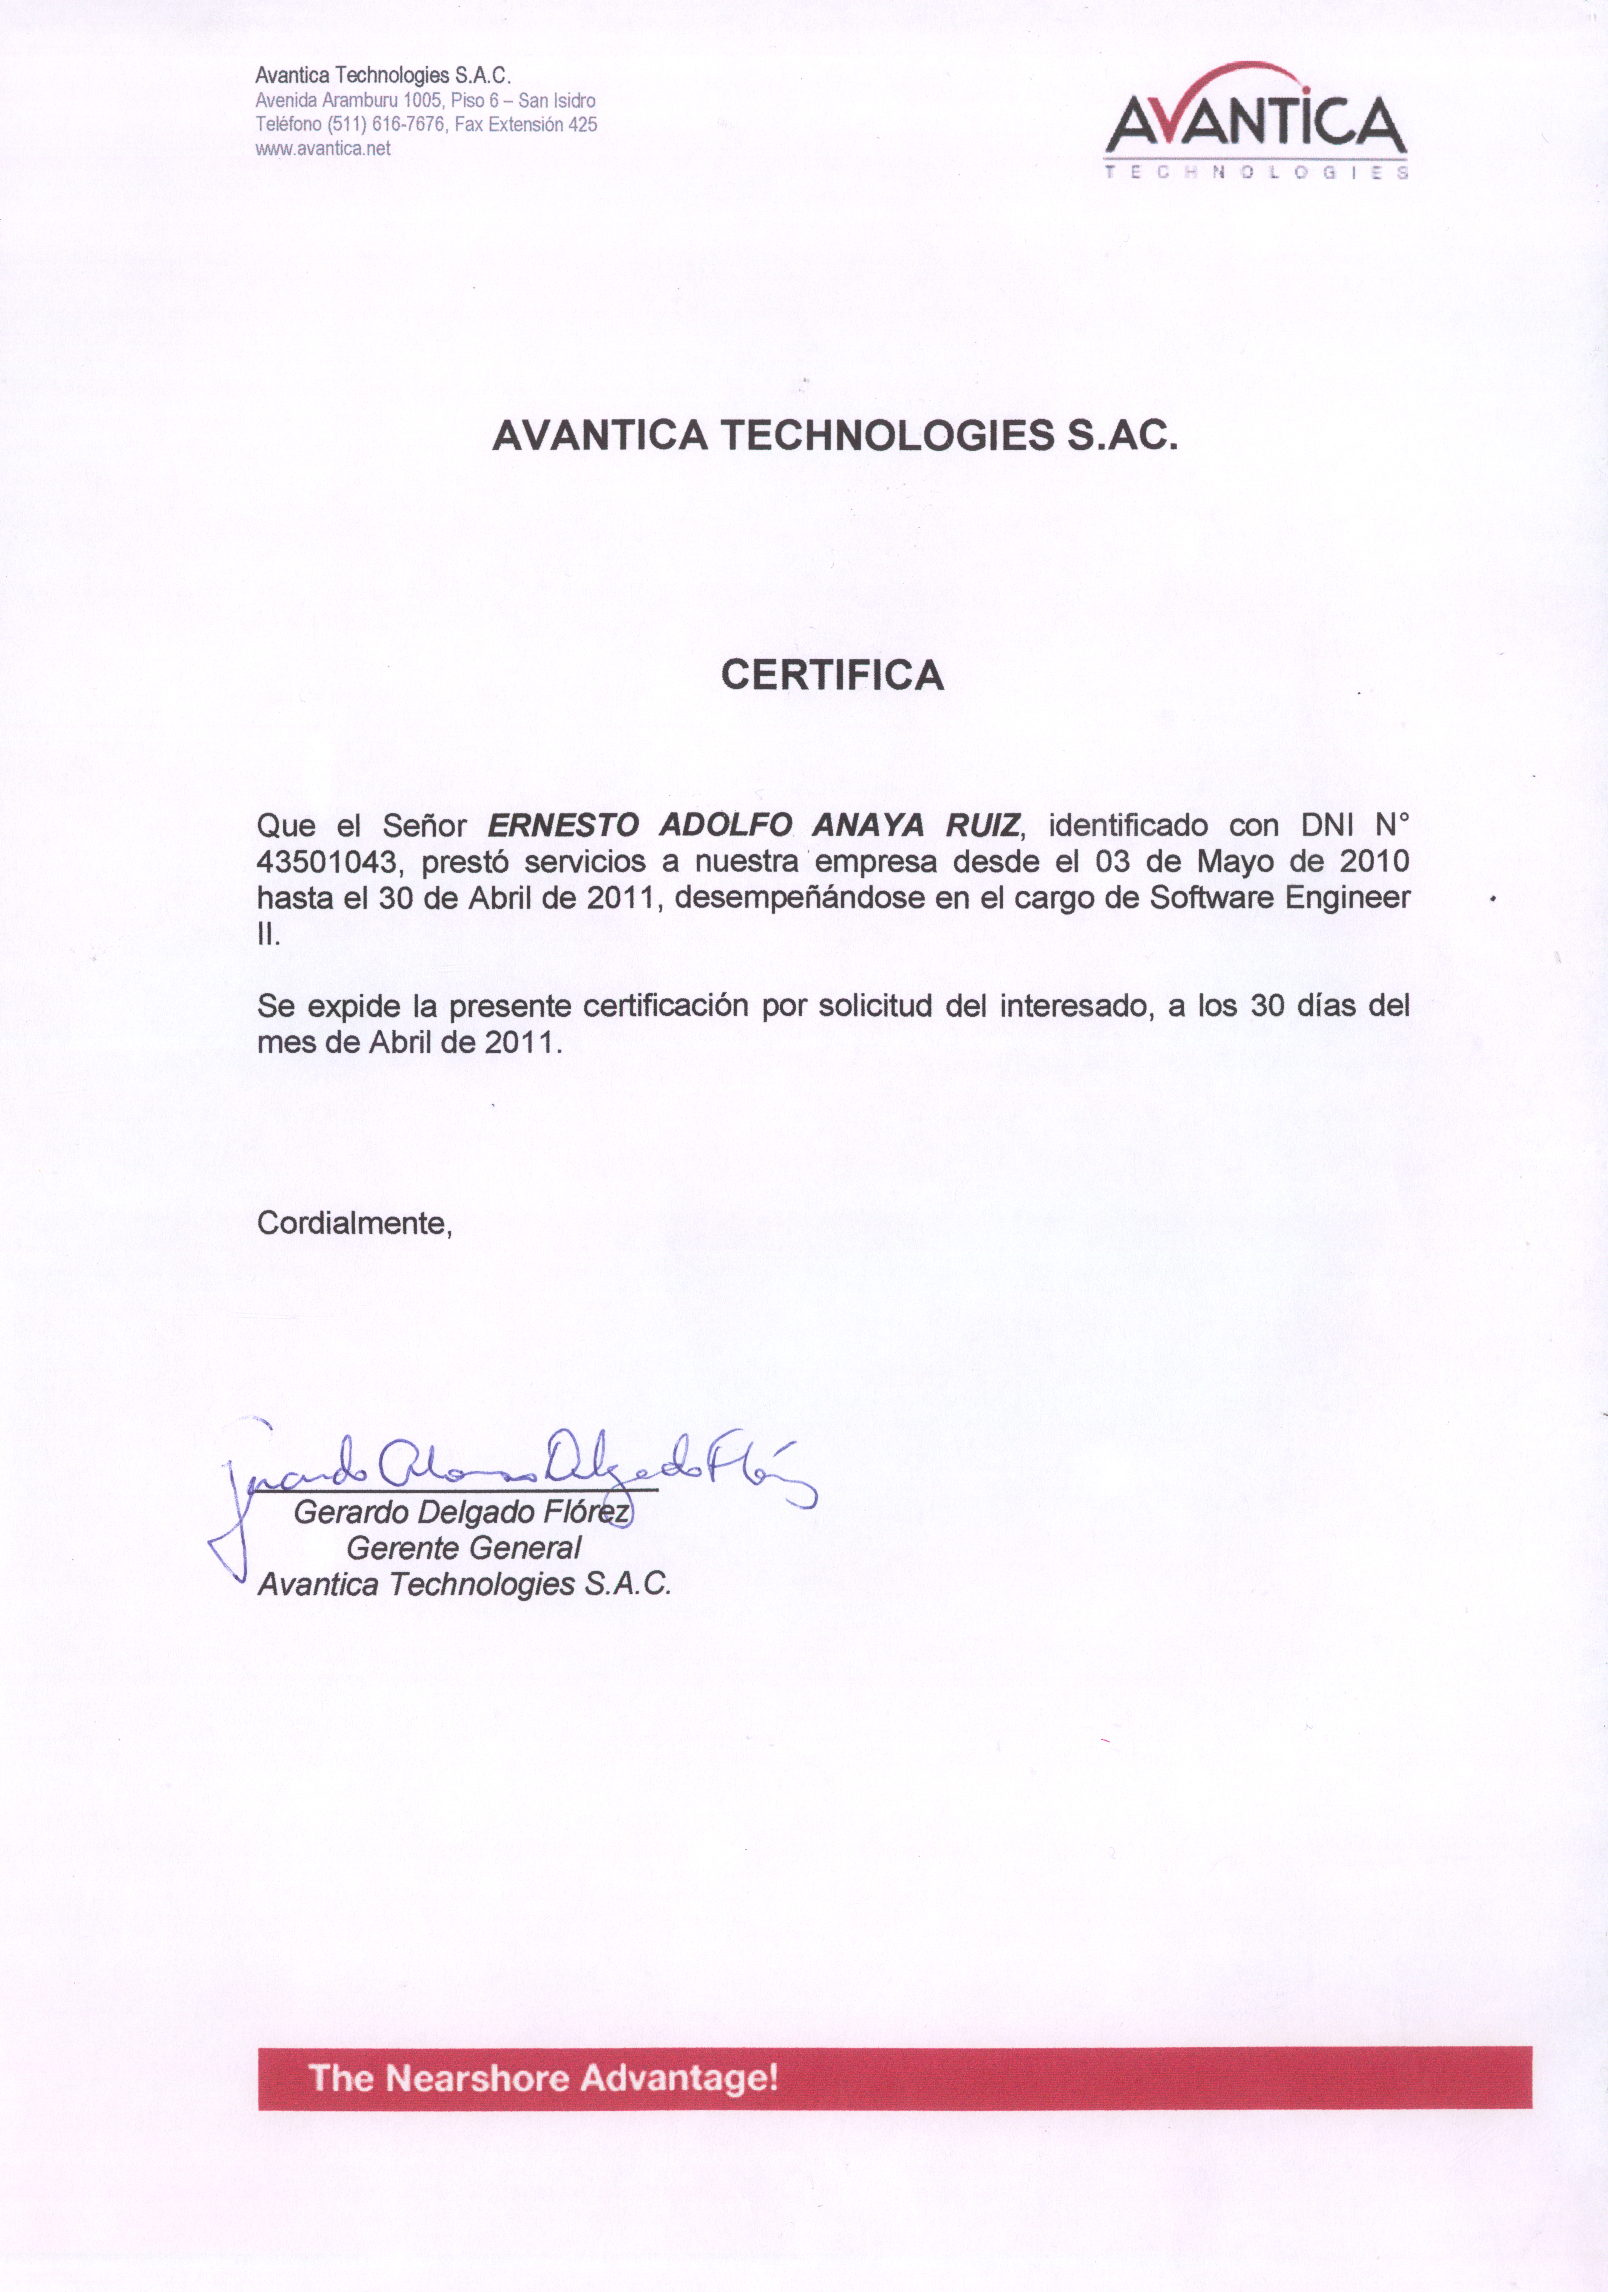 Avantica Technologies S.A.C.
Avenida Aramburu 1005, Piso 6 – San Isidro
Teléfono (511) 616-7676, Fax Extensión 425
www.avantica.net
AVANTICA
TECHNOLOGIES
AVANTICA TECHNOLOGIES S.AC.
CERTIFICA
Que el Señor ERNESTO ADOLFO ANAYA RUIZ, identificado con DNI N°
43501043, prestó servicios a nuestra empresa desde el 03 de Mayo de 2010
hasta el 30 de Abril de 2011, desempeñándose en el cargo de Software Engineer
II.
Se expide la presente certificación por solicitud del interesado, a los 30 días del
mes de Abril de 2011.
Cordialmente,
Gerardo Alonso Delgado Flórez
Gerardo Delgado Flórez
Gerente General
Avantica Technologies S.A.C.
The Nearshore Advantage!